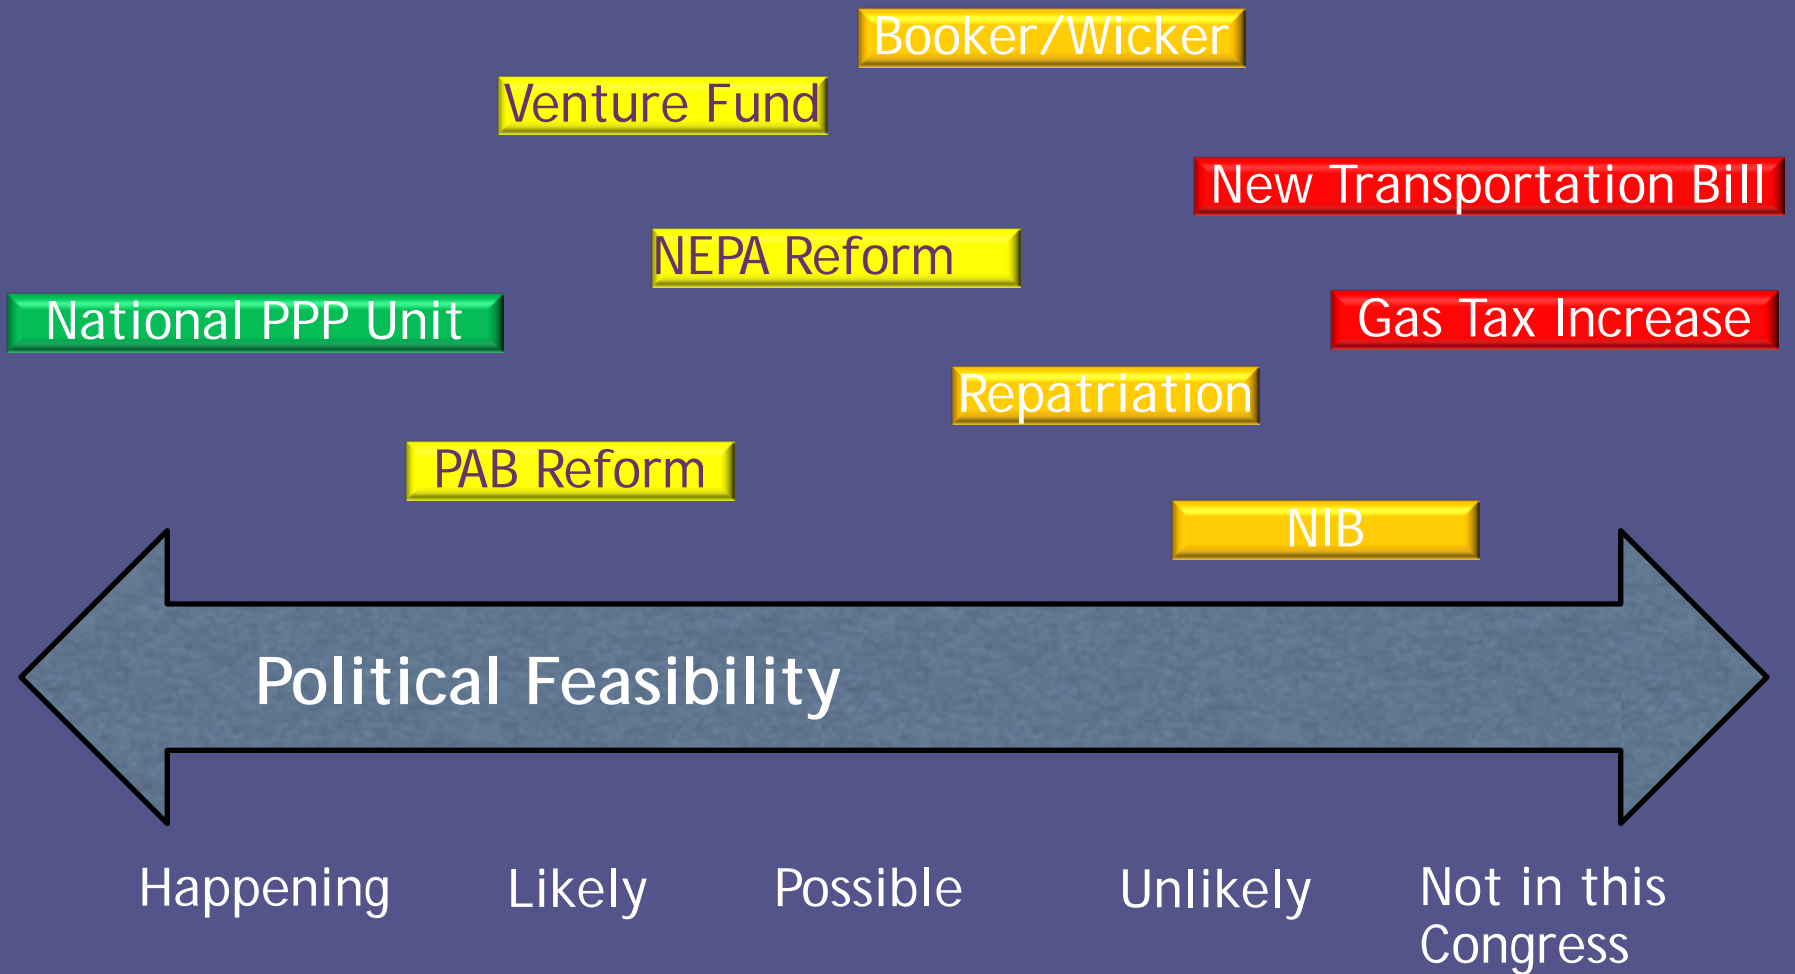 Booker/Wicker
Venture Fund
New Transportation Bill
NEPA Reform
National PPP Unit
Gas Tax Increase
Repatriation
PAB Reform
NIB
Political Feasibility
Happening
Likely
Possible
Unlikely
Not in this
Congress